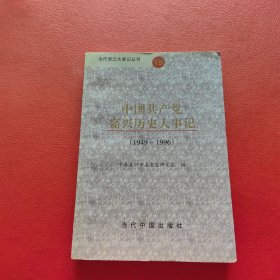 当代浙江大事记丛书
中国共产党
嘉兴历史大事记
(1949-1996)
中共嘉兴市委党史研究室 编
当代中国出版社